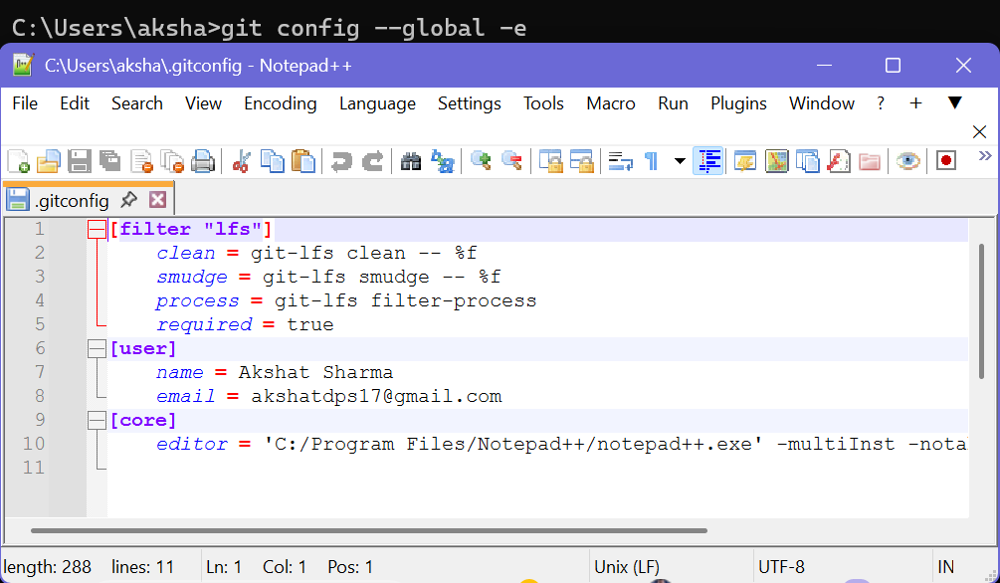 C:\Users\aksha>git config --global -e
C:\Users\aksha\.gitconfig - Notepad++
File Edit Search View Encoding Language Settings Tools Macro Run Plugins Window ? + ▼
.gitconfig
1 [filter "lfs"]
2 clean = git-lfs clean -- %f
3 smudge = git-lfs smudge -- %f
4 process = git-lfs filter-process
5 required = true
6 [user]
7 name = Akshat Sharma
8 email = akshatdps17@gmail.com
9 [core]
10 editor = 'C:/Program Files/Notepad++/notepad++.exe' -multiInst -nota
11
length: 288 lines: 11 Ln: 1 Col: 1 Pos: 1 Unix (LF) UTF-8 IN